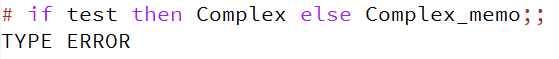 # if test then Complex else Complex_memo;;
TYPE ERROR